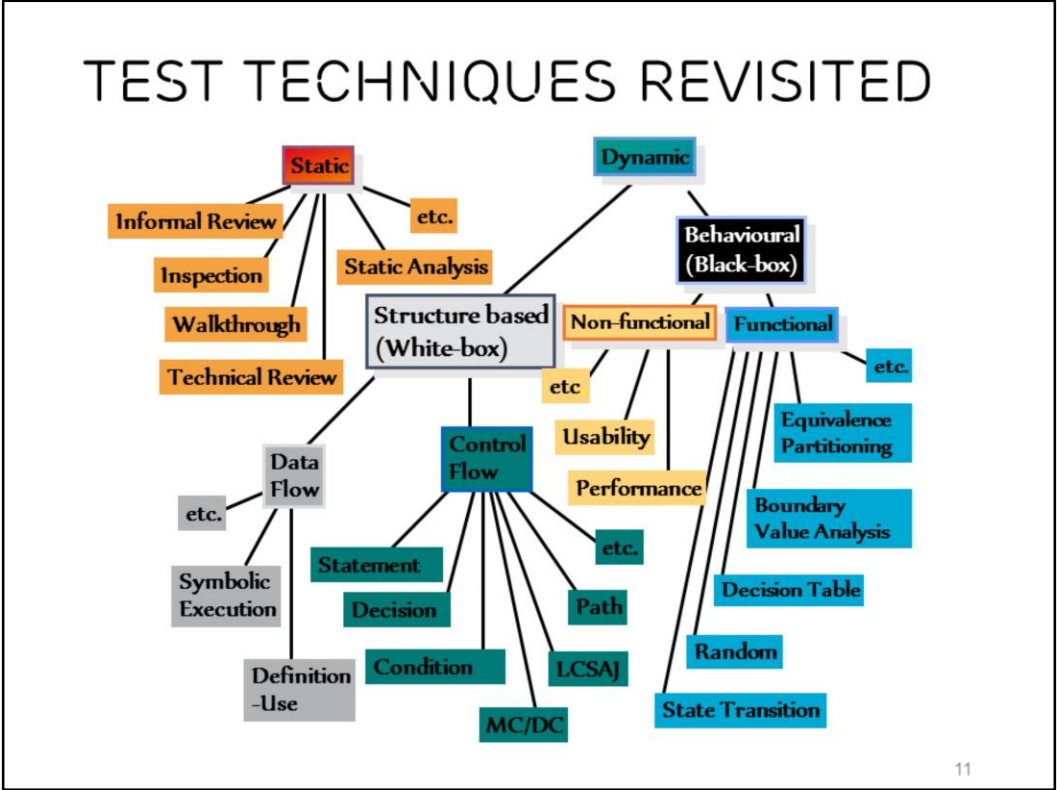 TEST TECHNIQUES REVISITED
Static
Dynamic
Informal Review
etc.
Inspection
Static Analysis
Walkthrough
Technical Review
Behavioural
(Black-box)
Structure based
(White-box)
Non-functional
Functional
etc
Usability
Performance
etc.
Equivalence
Partitioning
Boundary
Value Analysis
Decision Table
Random
State Transition
Data
Flow
etc.
Symbolic
Execution
Definition
-Use
Control
Flow
Statement
Decision
Condition
MC/DC
LCSAJ
Path
etc.
11